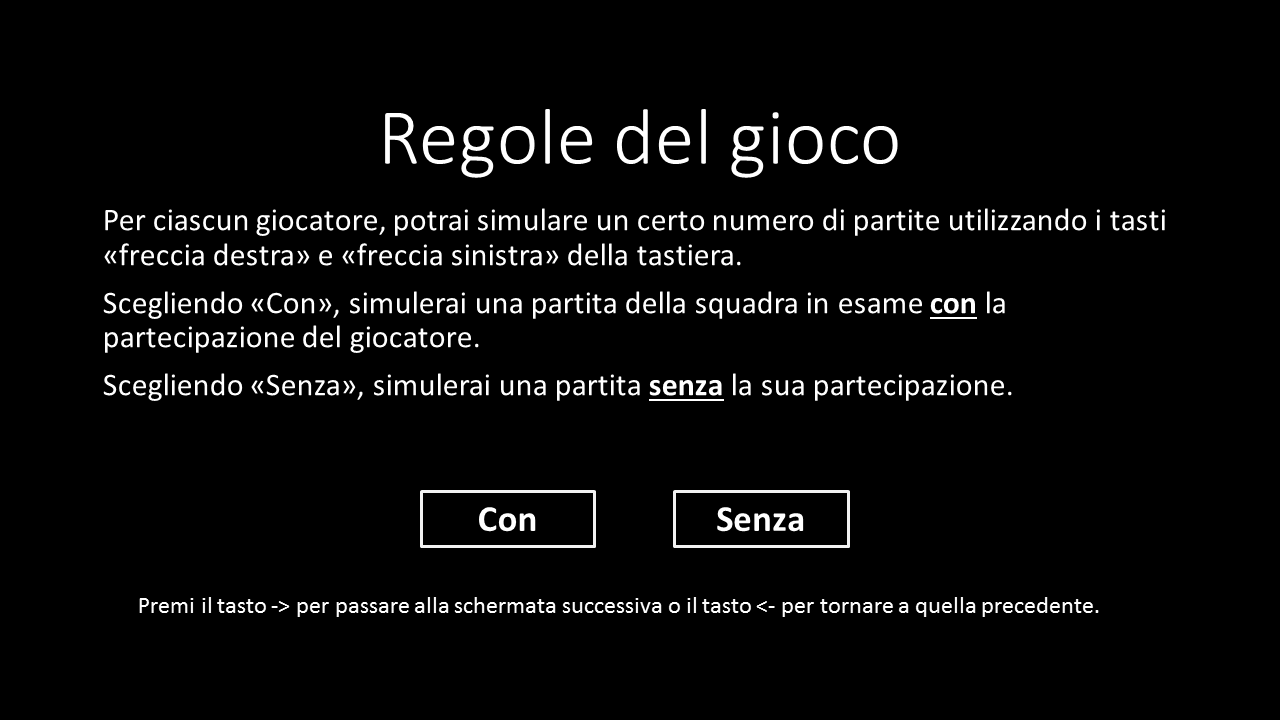 Regole del gioco
Per ciascun giocatore, potrai simulare un certo numero di partite utilizzando i tasti
«freccia destra» e «freccia sinistra» della tastiera.
Scegliendo «Con», simulerai una partita della squadra in esame con la
partecipazione del giocatore.
Scegliendo «Senza», simulerai una partita senza la sua partecipazione.
Con Senza
Premi il tasto -> per passare alla schermata successiva o il tasto <- per tornare a quella precedente.